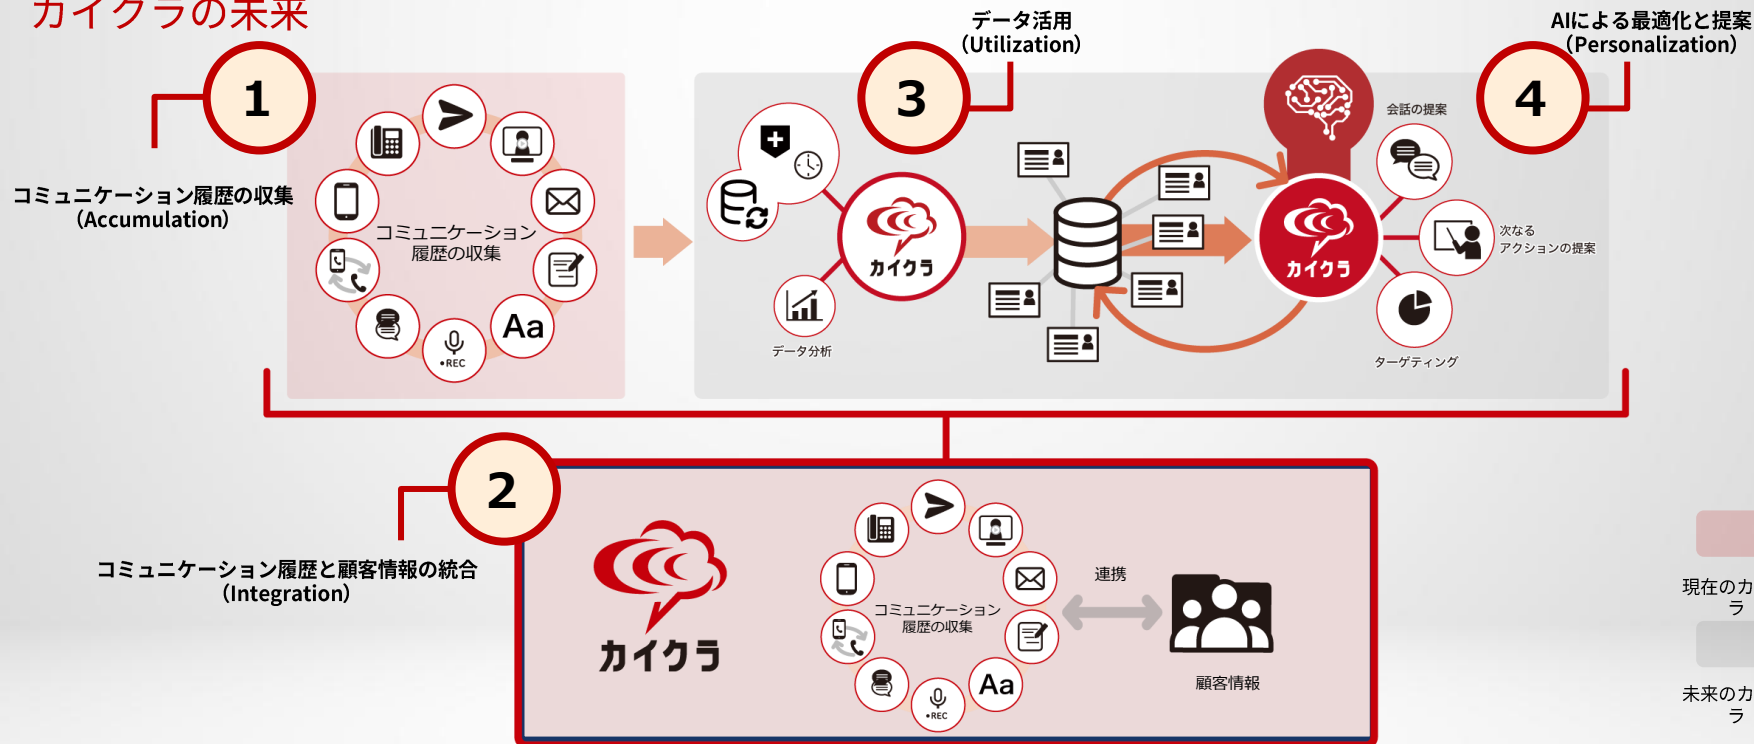 カイクラの未来
1
コミュニケーション履歴の収集
(Accumulation)
コミュニケーション
履歴の収集
Aa
•REC
データ活用
(Utilization)
3
カイクラ
データ分析
AIによる最適化と提案
(Personalization)
4
会話の提案
カイクラ
次なる
アクションの提案
ターゲティング
2
コミュニケーション履歴と顧客情報の統合
(Integration)
カイクラ
コミュニケーション
履歴の収集
Aa
•REC
連携
顧客情報
現在のカ
ラ
未来のカ
ラ